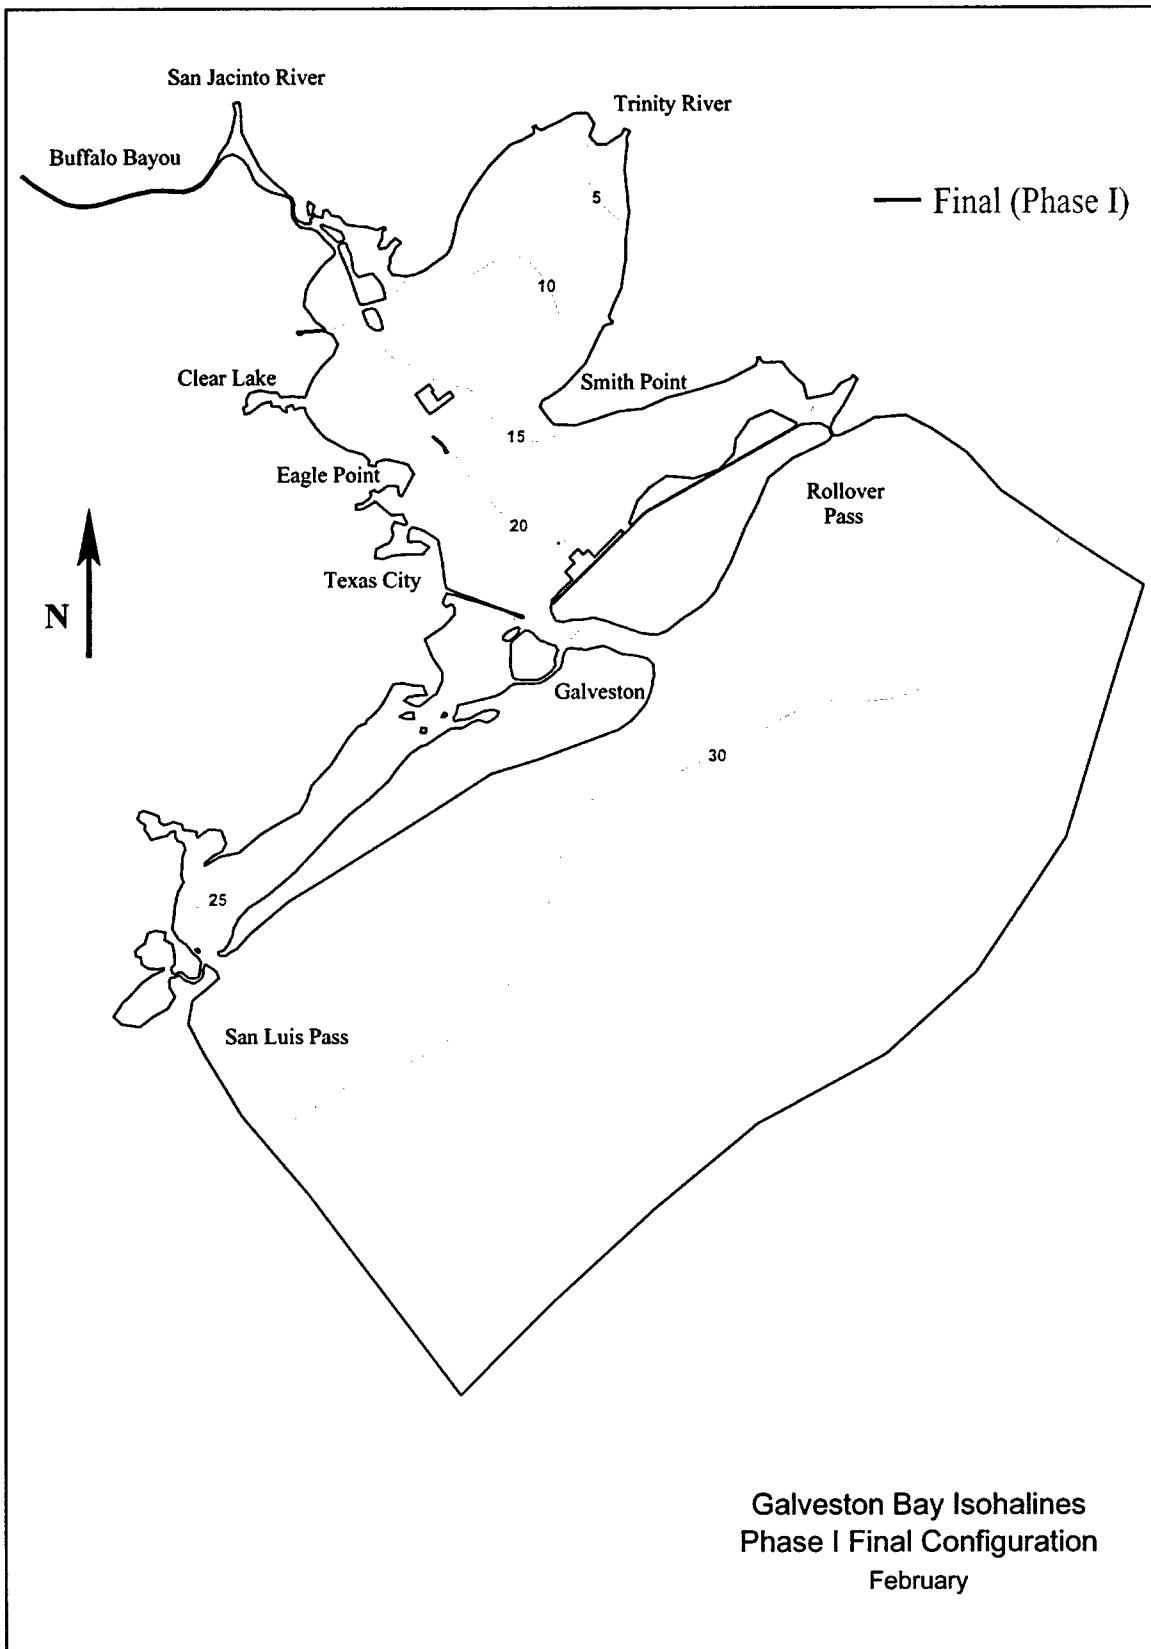 San Jacinto River
Trinity River
Buffalo Bayou
5
Final (Phase I)
10
Clear Lake
Smith Point
15
Eagle Point
Rollover
Pass
20
Texas City
N
Galveston
30
25
San Luis Pass
Galveston Bay Isohalines
Phase I Final Configuration
February